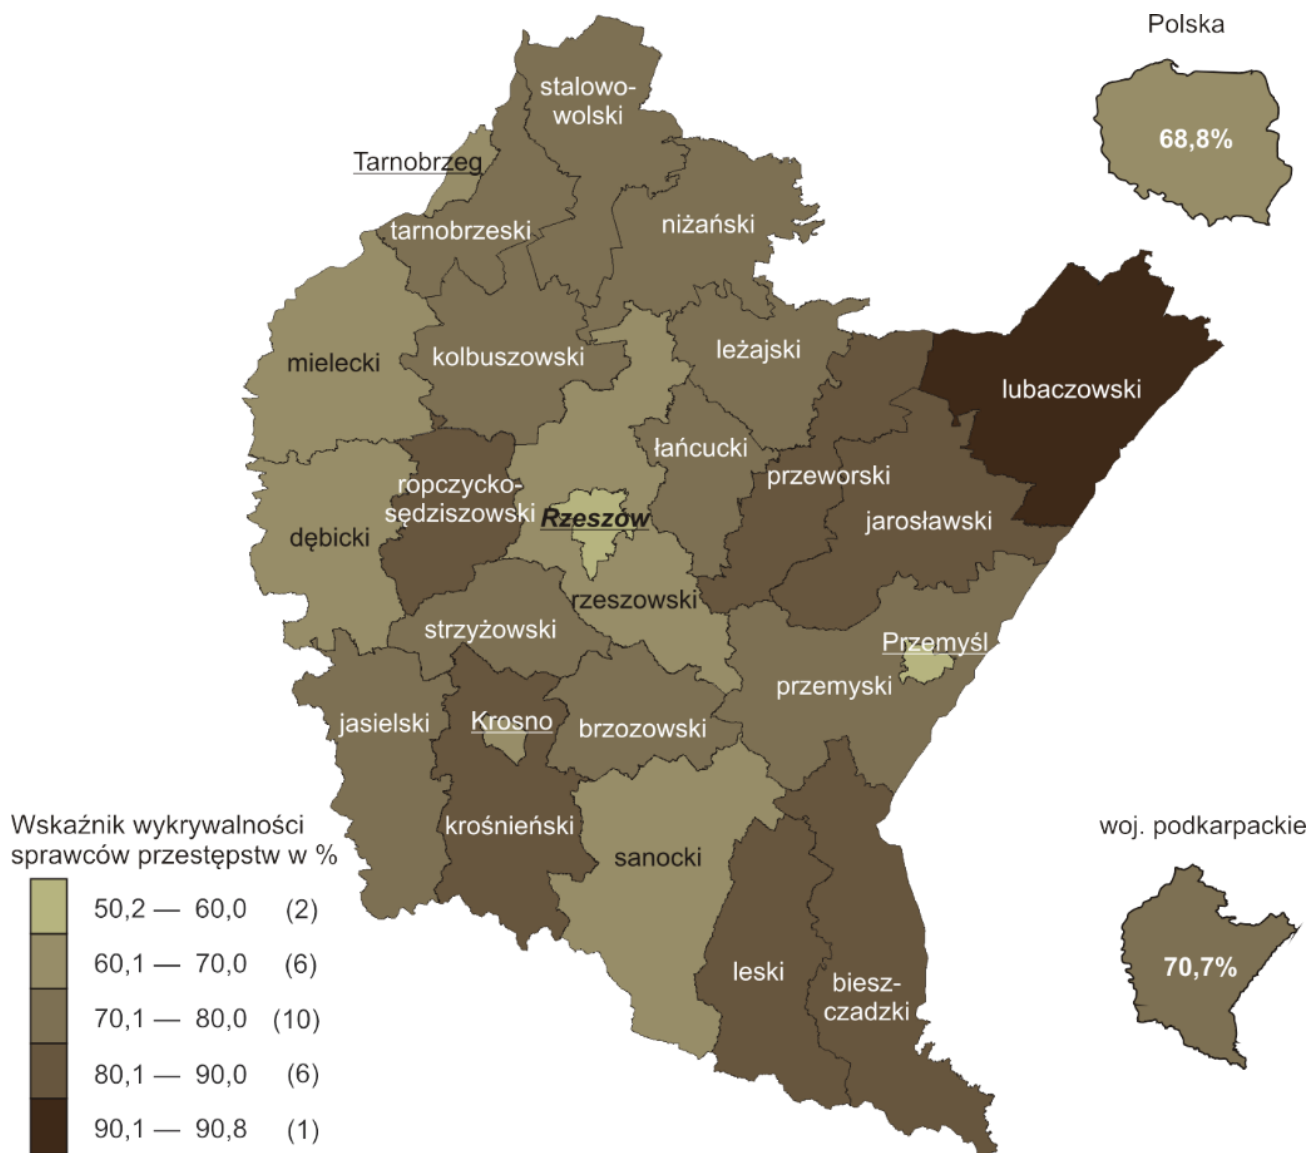 Polska
68,8%
stalowo-
wolski
Tarnobrzeg
tarnobrzeski
niżański
mielecki
kolbuszowski
leżajski
lubaczowski
łańcucki
ropczycko-
sędziszowski
przeworski
Rzeszów
jarosławski
dębicki
rzeszowski
strzyżowski
Przemyśl
przemyski
jasielski
Krosno
brzozowski
krośnieński
sanocki
leski
biesz-
czadzki
woj. podkarpackie
70,7%
Wskaźnik wykrywalności
sprawców przestępstw w %
50,2 — 60,0 (2)
60,1 — 70,0 (6)
70,1 — 80,0 (10)
80,1 — 90,0 (6)
90,1 — 90,8 (1)